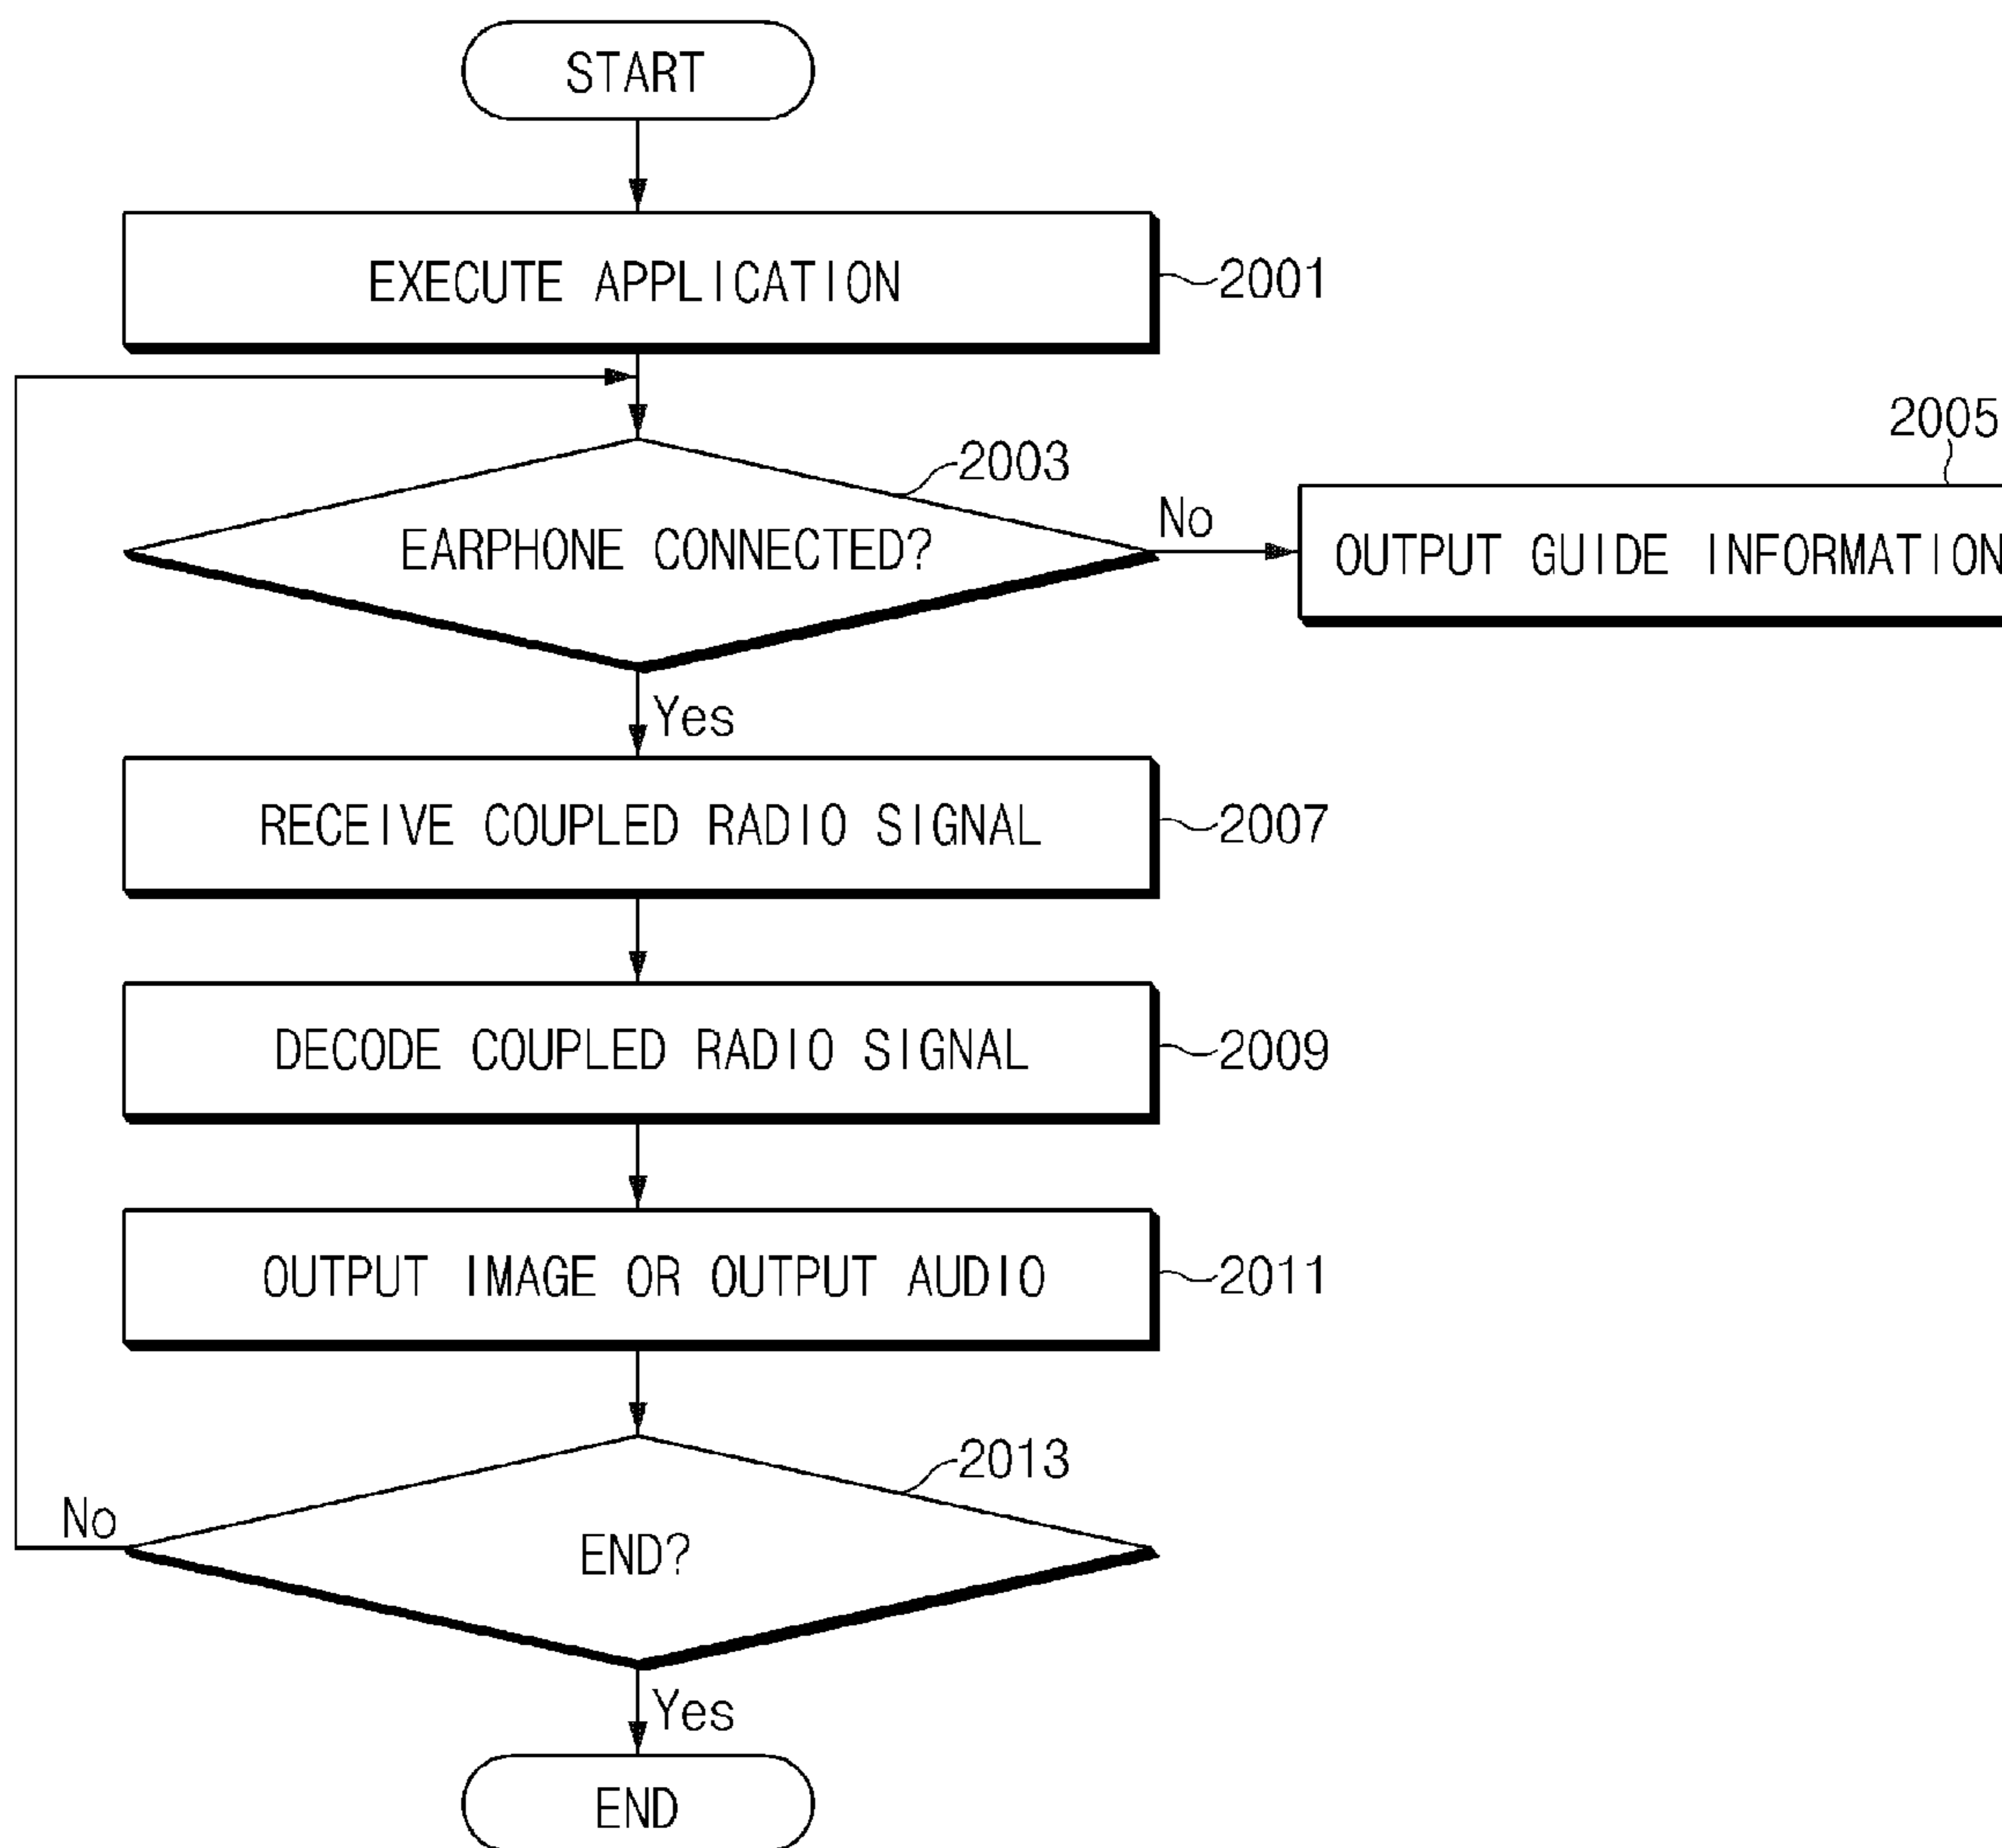 START
EXECUTE APPLICATION
2001
2003
EARPHONE CONNECTED?
No
2005
OUTPUT GUIDE INFORMATION
Yes
RECEIVE COUPLED RADIO SIGNAL
2007
DECODE COUPLED RADIO SIGNAL
2009
OUTPUT IMAGE OR OUTPUT AUDIO
2011
2013
END?
No
Yes
END